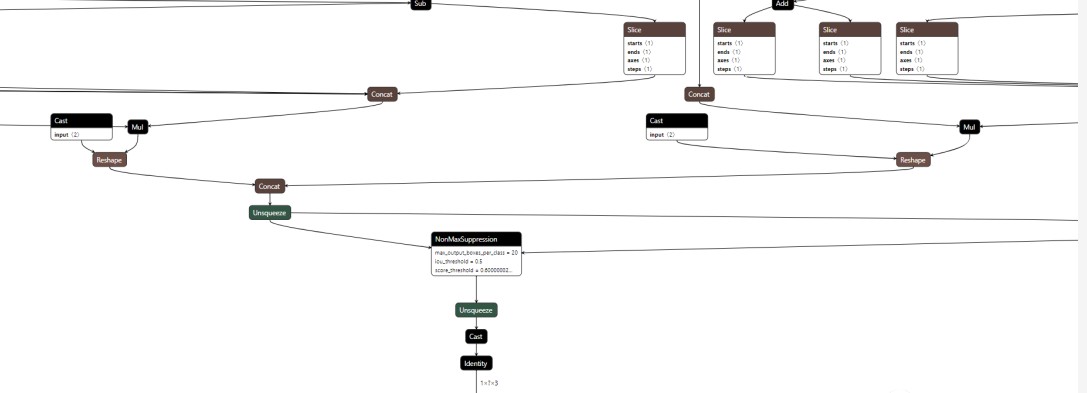 Sub
Add
Slice
starts ⟨1⟩
ends ⟨1⟩
axes ⟨1⟩
steps ⟨1⟩
Slice
starts ⟨1⟩
ends ⟨1⟩
axes ⟨1⟩
steps ⟨1⟩
Slice
starts ⟨1⟩
ends ⟨1⟩
axes ⟨1⟩
steps ⟨1⟩
Slice
starts ⟨1⟩
ends ⟨1⟩
axes ⟨1⟩
steps ⟨1⟩
Concat
Concat
Cast
input ⟨2⟩
Mul
Cast
input ⟨2⟩
Mul
Reshape
Reshape
Concat
Unsqueeze
NonMaxSuppression
max_output_boxes_per_class = 20
iou_threshold = 0.5
score_threshold = 0.60000002…
Unsqueeze
Cast
Identity
1×?×3